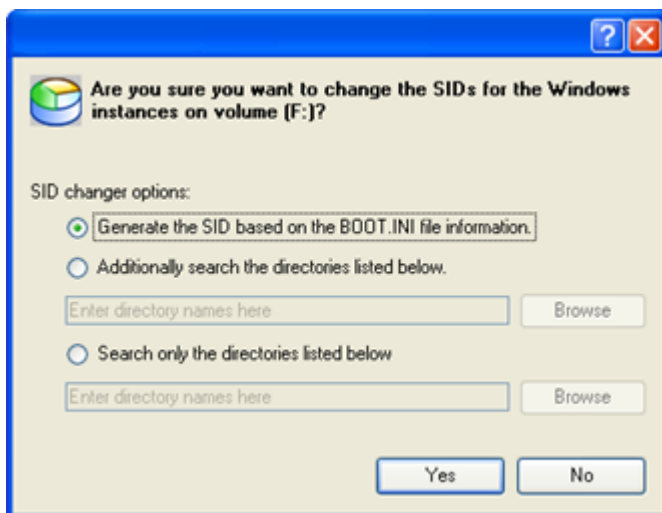 Are you sure you want to change the SIDs for the Windows
instances on volume (F:)?
SID changer options:
Generate the SID based on the BOOT.INI file information.
Additionally search the directories listed below.
Enter directory names here
Browse
Search only the directories listed below
Enter directory names here
Browse
Yes
No